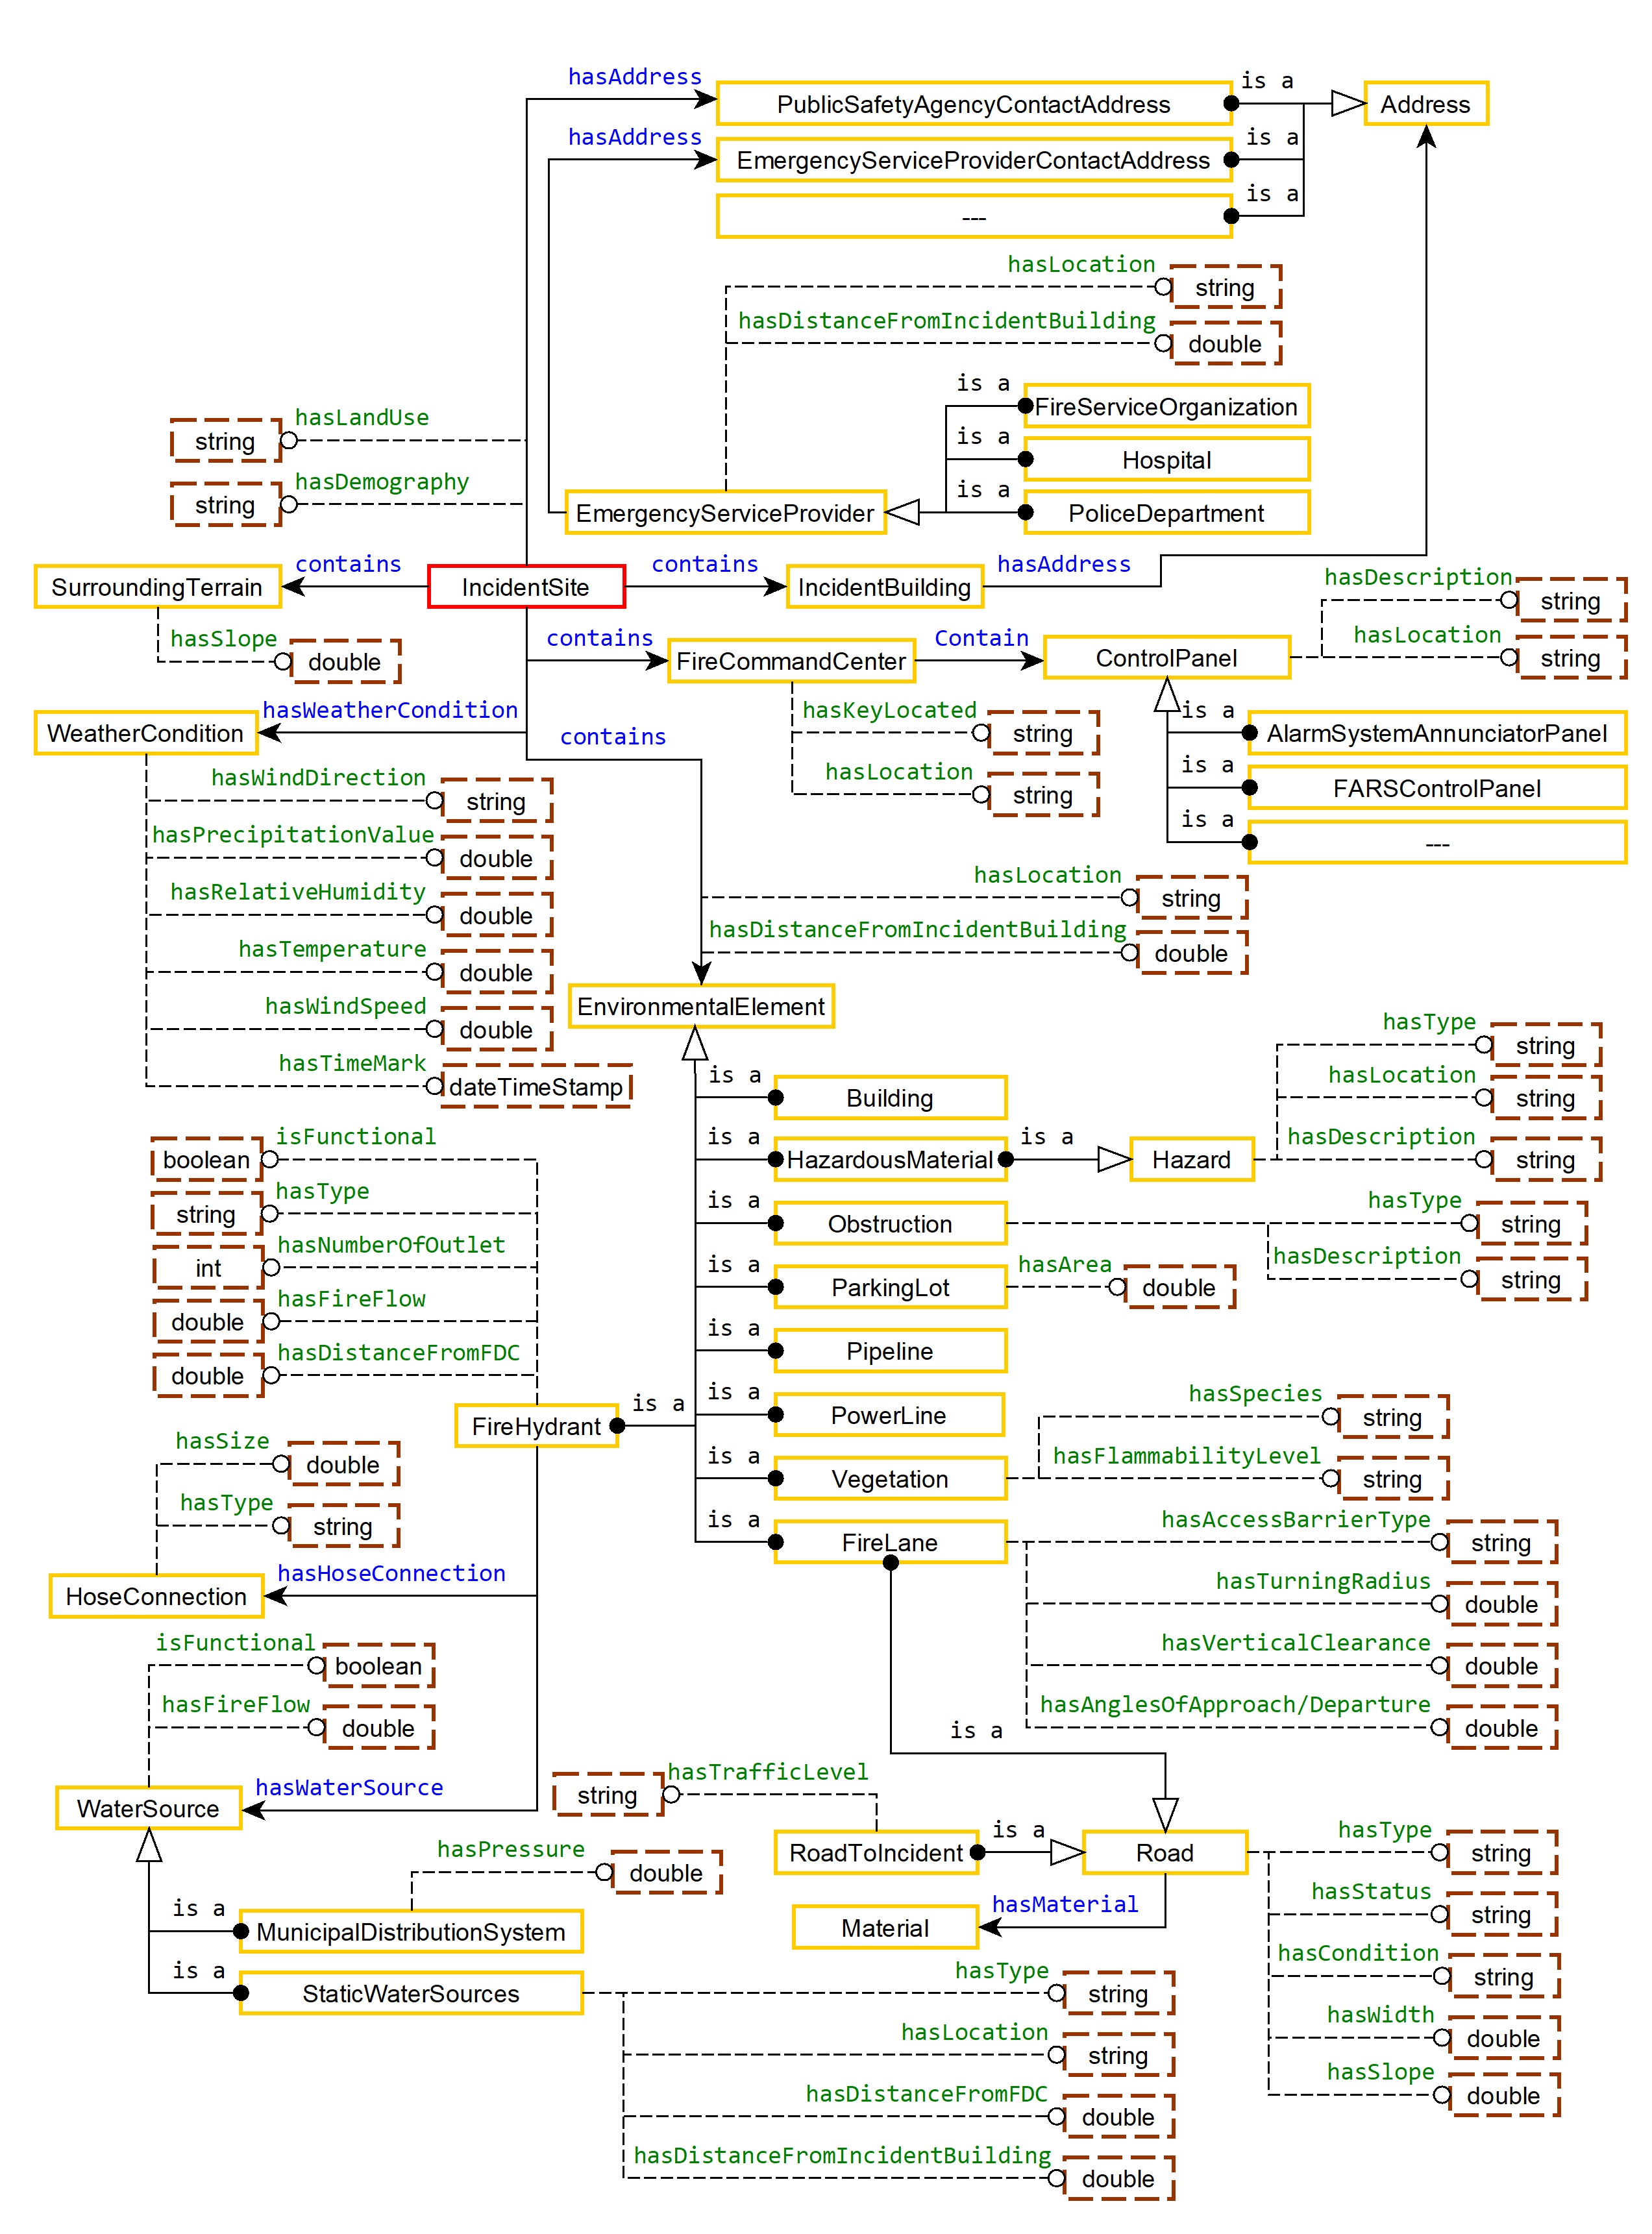 hasAddress
PublicSafetyAgencyContactAddress
is a
Address
hasAddress
EmergencyServiceProviderContactAddress
is a
---
is a
hasLocation
string
hasDistanceFromIncidentBuilding
double
is a
FireServiceOrganization
is a
Hospital
is a
PoliceDepartment
EmergencyServiceProvider
hasLandUse
string
hasDemography
string
SurroundingTerrain
contains
IncidentSite
contains
IncidentBuilding
hasAddress
hasSlope
double
contains
FireCommandCenter
Contain
ControlPanel
hasDescription
string
hasLocation
string
hasKeyLocated
string
hasLocation
string
is a
AlarmSystemAnnunciatorPanel
is a
FARSControlPanel
is a
---
WeatherCondition
hasWeatherCondition
contains
hasWindDirection
string
hasPrecipitationValue
double
hasRelativeHumidity
double
hasTemperature
double
hasWindSpeed
double
hasTimeMark
dateTimeStamp
hasLocation
string
hasDistanceFromIncidentBuilding
double
EnvironmentalElement
is a
Building
is a
HazardousMaterial
is a
Hazard
hasType
string
hasLocation
string
hasDescription
string
is a
Obstruction
hasType
string
hasDescription
string
is a
ParkingLot
hasArea
double
is a
Pipeline
is a
PowerLine
is a
Vegetation
hasSpecies
string
hasFlammabilityLevel
string
is a
FireLane
hasAccessBarrierType
string
hasTurningRadius
double
hasVerticalClearance
double
hasAnglesOfApproach/Departure
double
boolean
isFunctional
string
hasType
int
hasNumberOfOutlet
double
hasFireFlow
double
hasDistanceFromFDC
FireHydrant
is a
hasSize
double
hasType
string
HoseConnection
hasHoseConnection
isFunctional
boolean
hasFireFlow
double
WaterSource
hasWaterSource
is a
string
hasTrafficLevel
RoadToIncident
is a
Road
hasMaterial
Material
hasType
string
hasStatus
string
hasCondition
string
hasWidth
double
hasSlope
double
hasPressure
double
is a
MunicipalDistributionSystem
is a
StaticWaterSources
hasType
string
hasLocation
string
hasDistanceFromFDC
double
hasDistanceFromIncidentBuilding
double